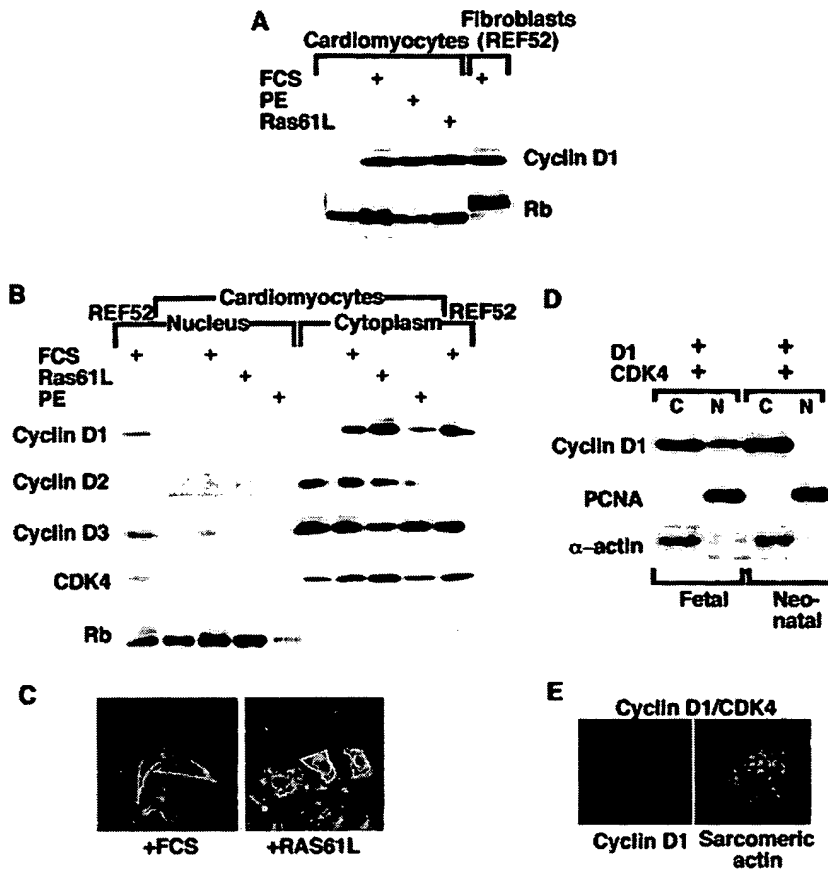 A
Fibroblasts
Cardiomyocytes (REF52)
FCS + +
PE +
Ras61L +
Cyclin D1
Rb
B
Cardiomyocytes
REF52 Nucleus Cytoplasm REF52
FCS + + + +
Ras61L + +
PE + +
Cyclin D1
Cyclin D2
Cyclin D3
CDK4
Rb
C
+FCS +RAS61L
D
D1 + +
CDK4 + +
C N C N
Cyclin D1
PCNA
α-actin
Fetal Neo-
natal
E
Cyclin D1/CDK4
Cyclin D1 Sarcomeric
actin